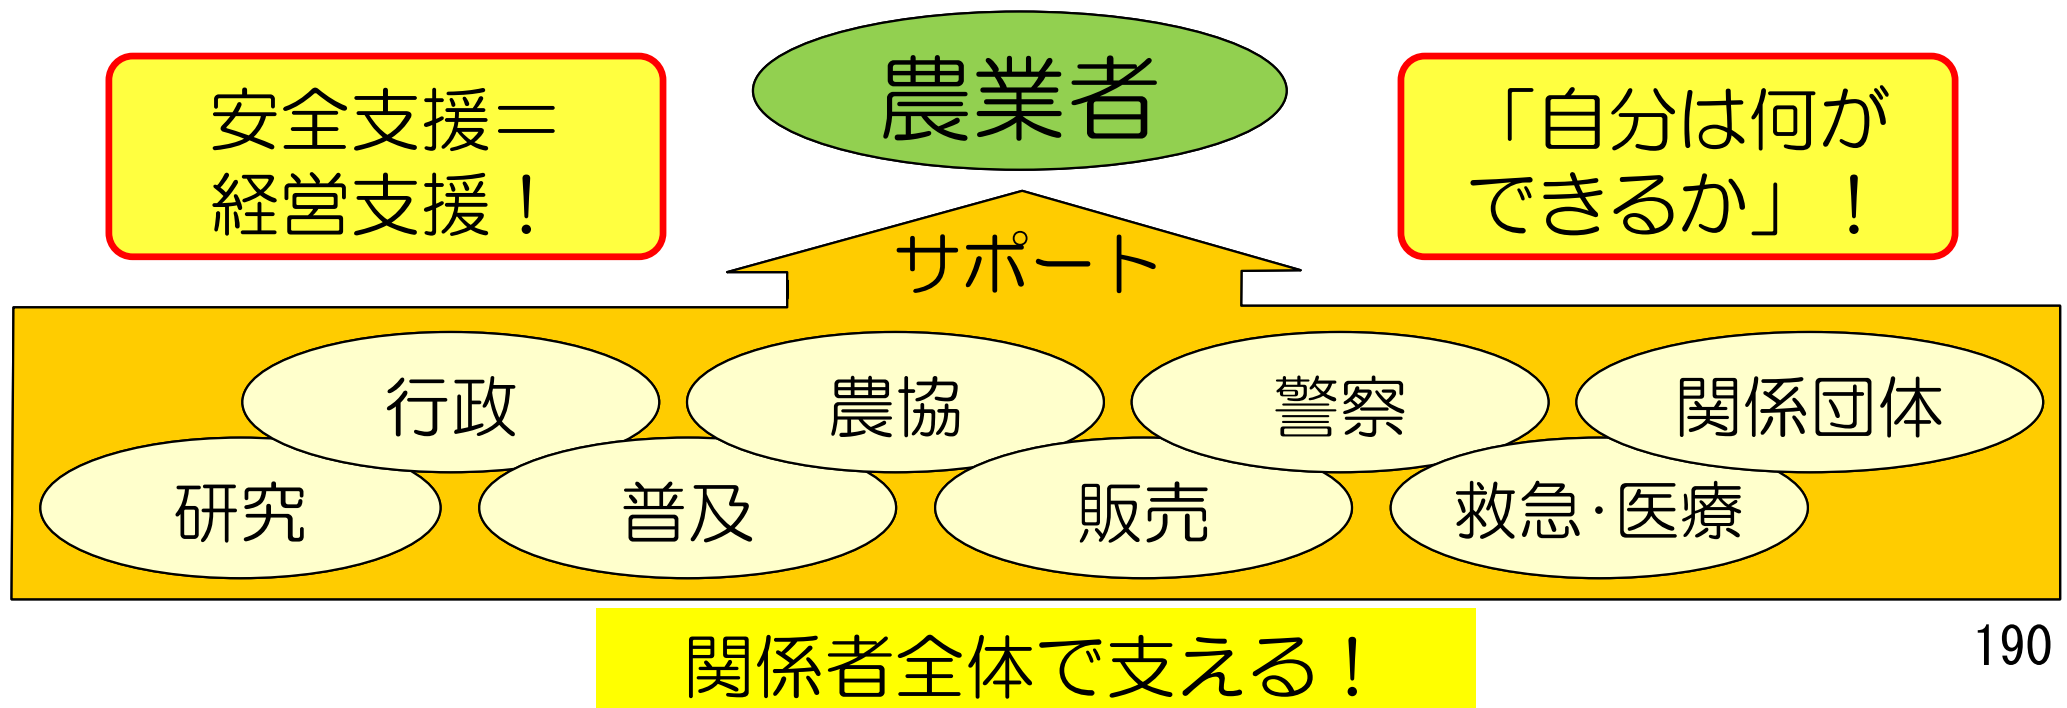 農業者
安全支援＝
経営支援！
「自分は何が
できるか」！
サポート
行政
農協
警察
関係団体
研究
普及
販売
救急・医療
関係者全体で支える！
190